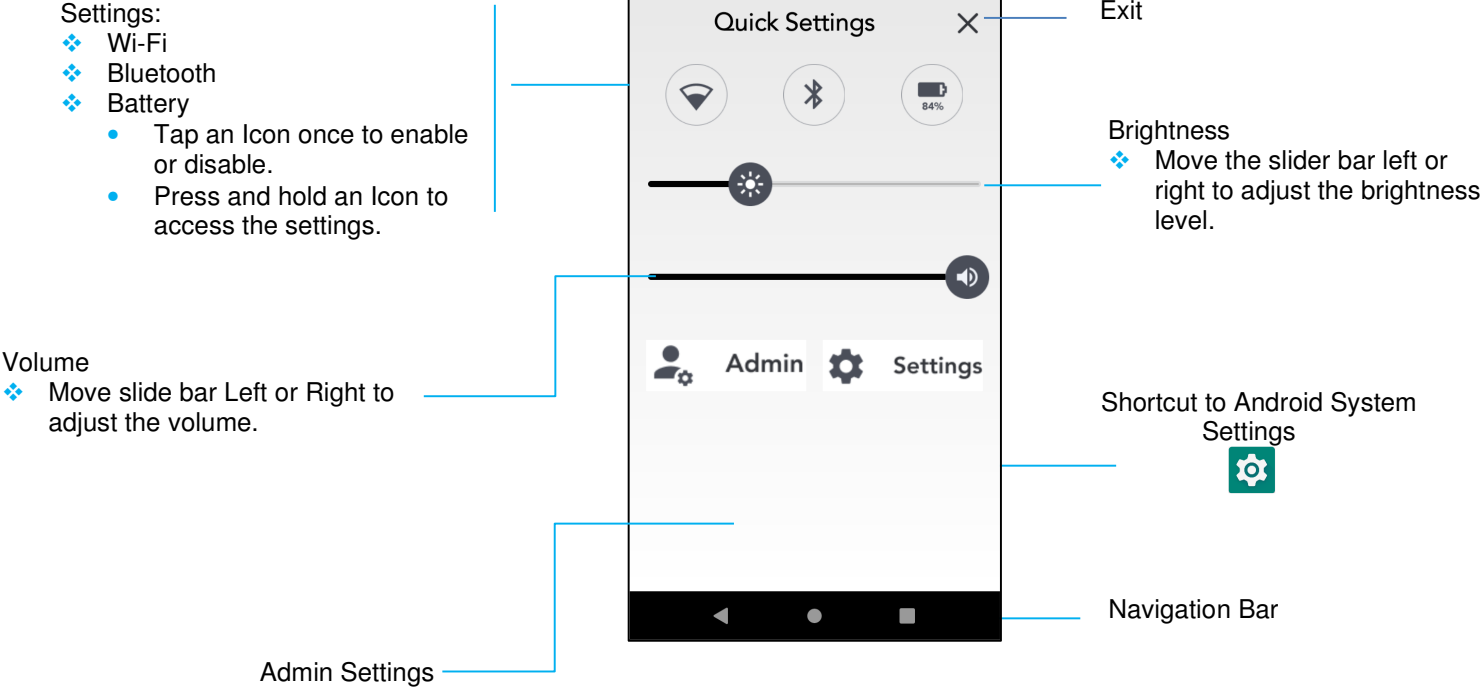 Settings:
Wi-Fi
Bluetooth
Battery
Tap an Icon once to enable
or disable.
Press and hold an Icon to
access the settings.
Volume
Move slide bar Left or Right to
adjust the volume.
Admin Settings
Quick Settings
84%
Admin
Settings
Exit
Brightness
Move the slider bar left or
right to adjust the brightness
level.
Shortcut to Android System
Settings
Navigation Bar